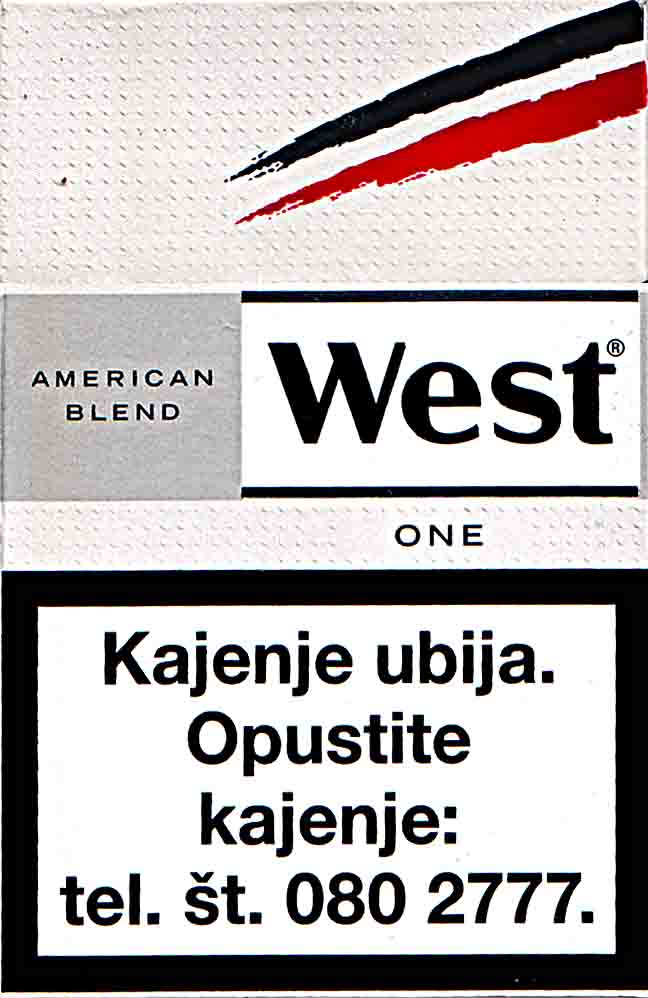 AMERICAN
BLEND
West®
ONE
Kajenje ubija.
Opustite
kajenje:
tel. št. 080 2777.